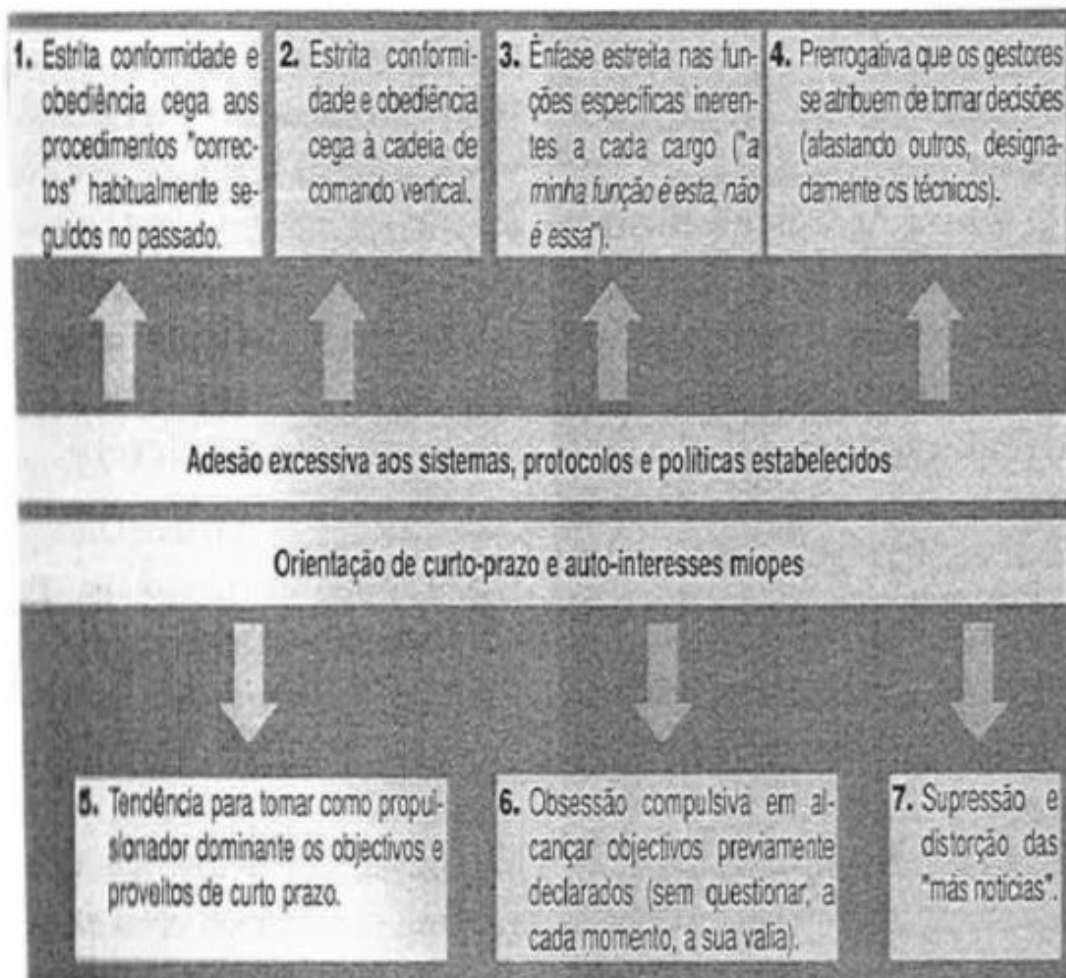 1. Estrita conformidade e
obediência cega aos
procedimentos "correc-
tos" habitualmente se-
guidos no passado.
2. Estrita conformi-
dade e obediência
cega à cadeia de
comando vertical.
3. Ênfase estreita nas fun-
ções específicas ineren-
tes a cada cargo ("a
minha função é esta, não
é essa").
4. Prerrogativa que os gestores
se atribuem de tomar decisões
(afastando outros, designa-
damente os técnicos).
Adesão excessiva aos sistemas, protocolos e políticas estabelecidos
Orientação de curto-prazo e auto-interesses míopes
5. Tendência para tomar como propul-
sionador dominante os objectivos e
proveitos de curto prazo.
6. Obsessão compulsiva em al-
cançar objectivos previamente
declarados (sem questionar, a
cada momento, a sua valia).
7. Supressão e
distorção das
"más notícias".